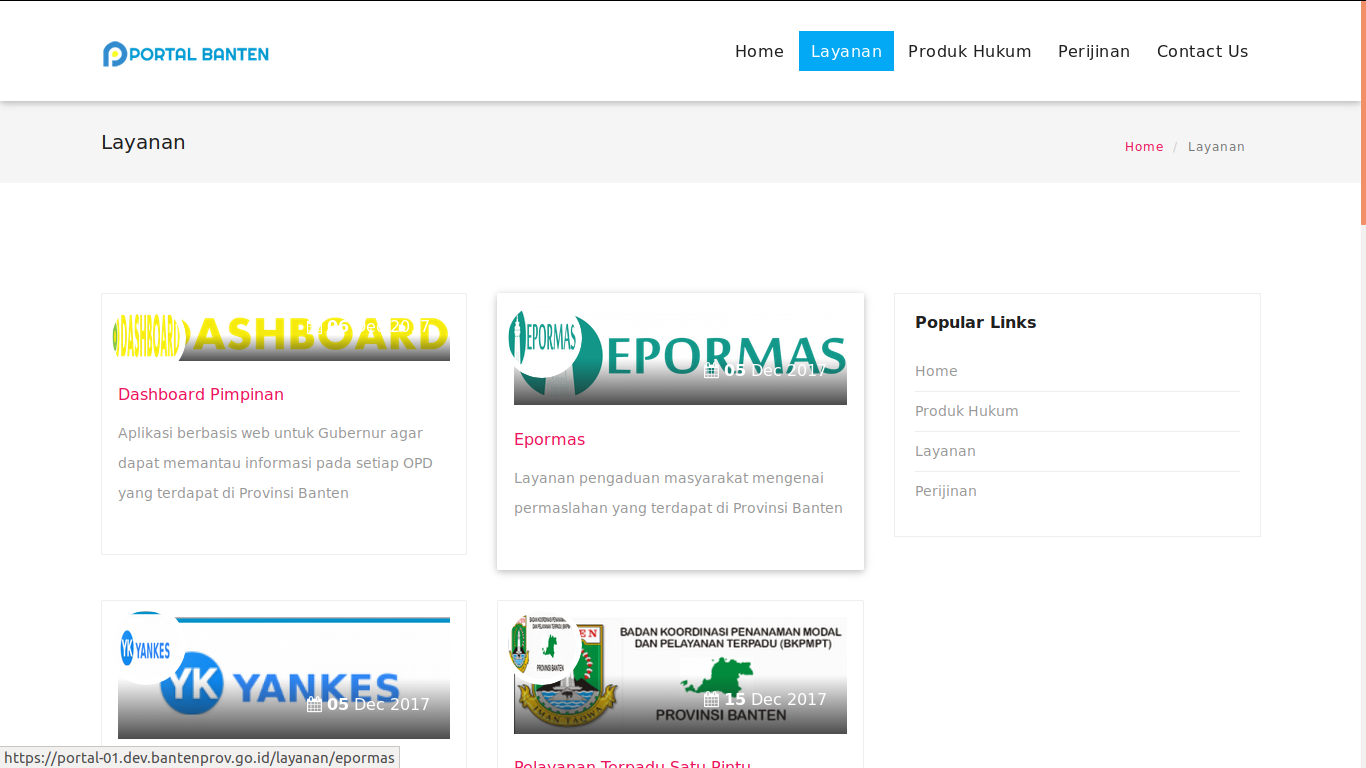 PORTAL BANTEN
Home
Layanan
Produk Hukum
Perijinan
Contact Us
Layanan
Home / Layanan
DASHBOARD
DASHBOARD
Dec 2017
Dashboard Pimpinan
Aplikasi berbasis web untuk Gubernur agar
dapat memantau informasi pada setiap OPD
yang terdapat di Provinsi Banten
EPORMAS
EPORMAS
05 Dec 2017
Epormas
Layanan pengaduan masyarakat mengenai
permaslahan yang terdapat di Provinsi Banten
Popular Links
Home
Produk Hukum
Layanan
Perijinan
YK YANKES
YK YANKES
05 Dec 2017
BADAN KOORDINASI PENANAMAN MODAL
DAN PELAYANAN TERPADU (BKPMPT)
PROVINSI BANTEN
PROVINSI BANTEN
IMAN TAQWA
15 Dec 2017
Pelayanan Terpadu Satu Pintu
https://portal-01.dev.bantenprov.go.id/layanan/epormas